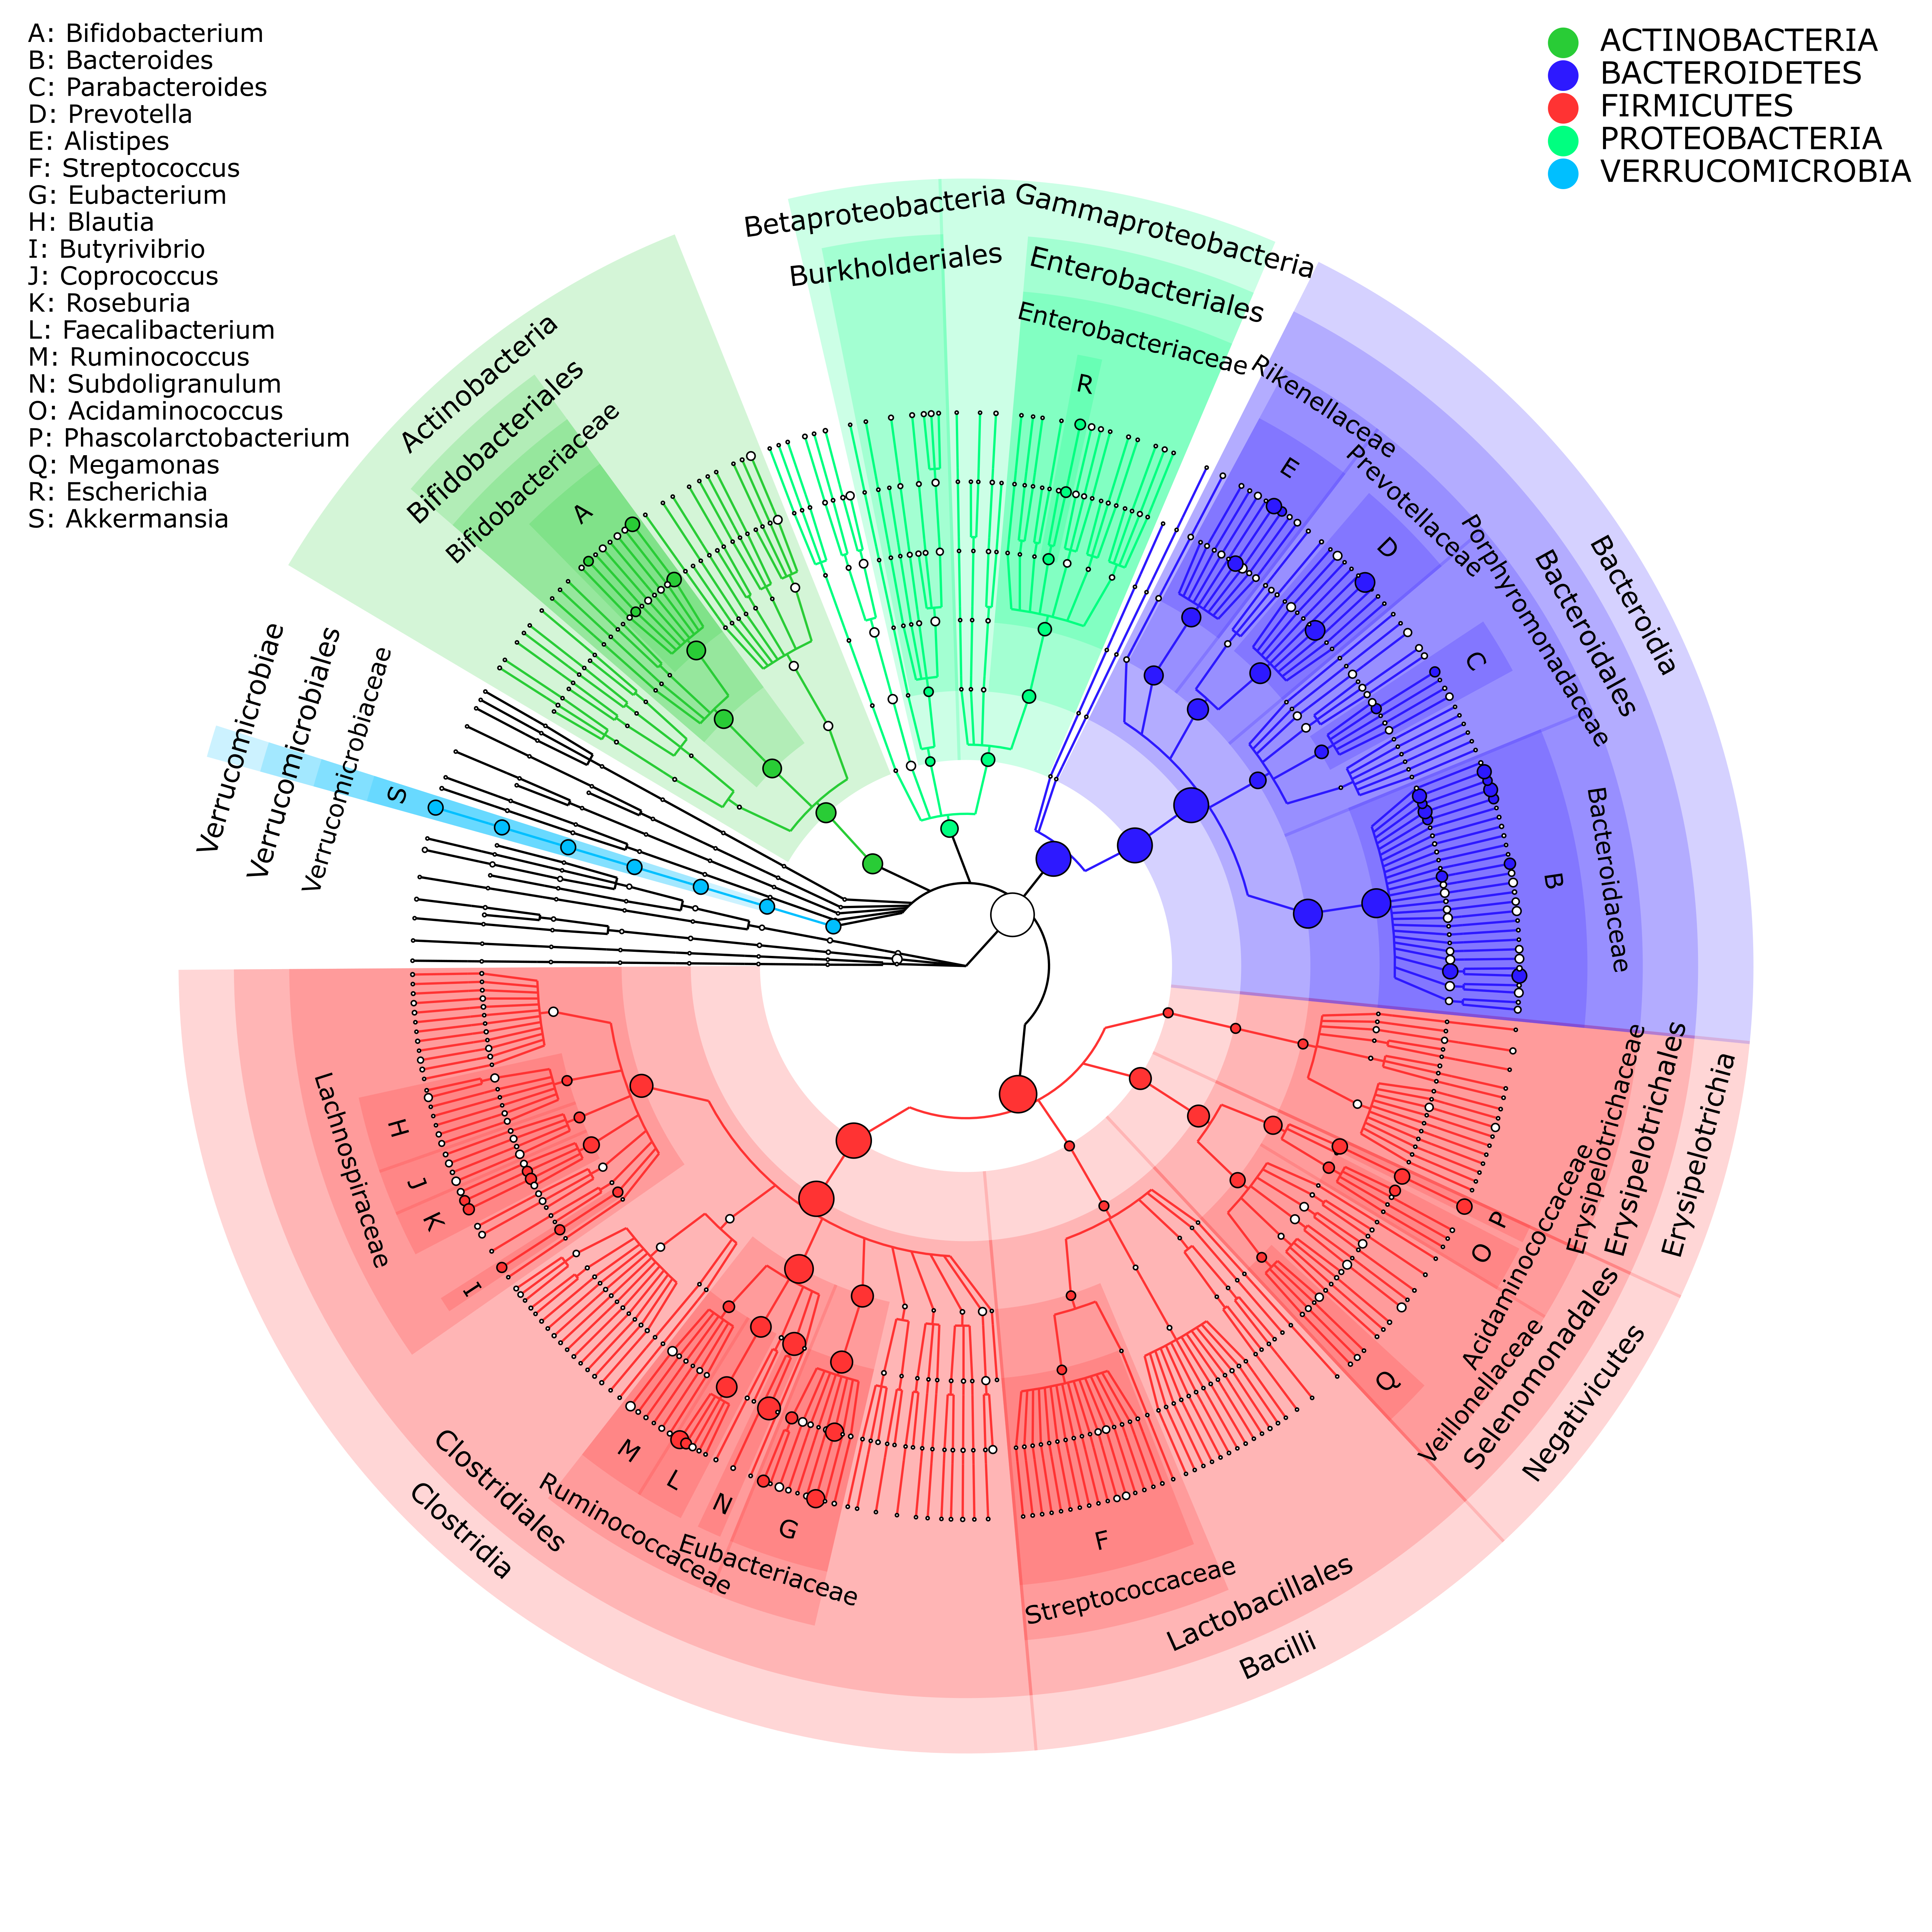 A: Bifidobacterium
B: Bacteroides
C: Parabacteroides
D: Prevotella
E: Alistipes
F: Streptococcus
G: Eubacterium
H: Blautia
I: Butyrivibrio
J: Coprococcus
K: Roseburia
L: Faecalibacterium
M: Ruminococcus
N: Subdoligranulum
O: Acidaminococcus
P: Phascolarctobacterium
Q: Megamonas
R: Escherichia
S: Akkermansia
ACTINOBACTERIA
BACTEROIDETES
FIRMICUTES
PROTEOBACTERIA
VERRUCOMICROBIA
Verrucomicrobiae
Verrucomicrobiales
Verrucomicrobiaceae
S
Actinobacteria
Bifidobacteriales
Bifidobacteriaceae
A
Betaproteobacteria
Burkholderiales
Gammaproteobacteria
Enterobacteriales
Enterobacteriaceae
R
Rikenellaceae
E
Prevotellaceae
D
Porphyromonadaceae
C
Bacteroidales
Bacteroidia
Bacteroidaceae
B
Erysipelotrichaceae
Erysipelotrichales
Erysipelotrichia
P
O
Acidaminococcaceae
Veillonellaceae
Selenomonadales
Negativicutes
Q
F
Streptococcaceae
Lactobacillales
Bacilli
G
Eubacteriaceae
N
L
M
Ruminococcaceae
Clostridiales
Clostridia
I
K
J
H
Lachnospiraceae